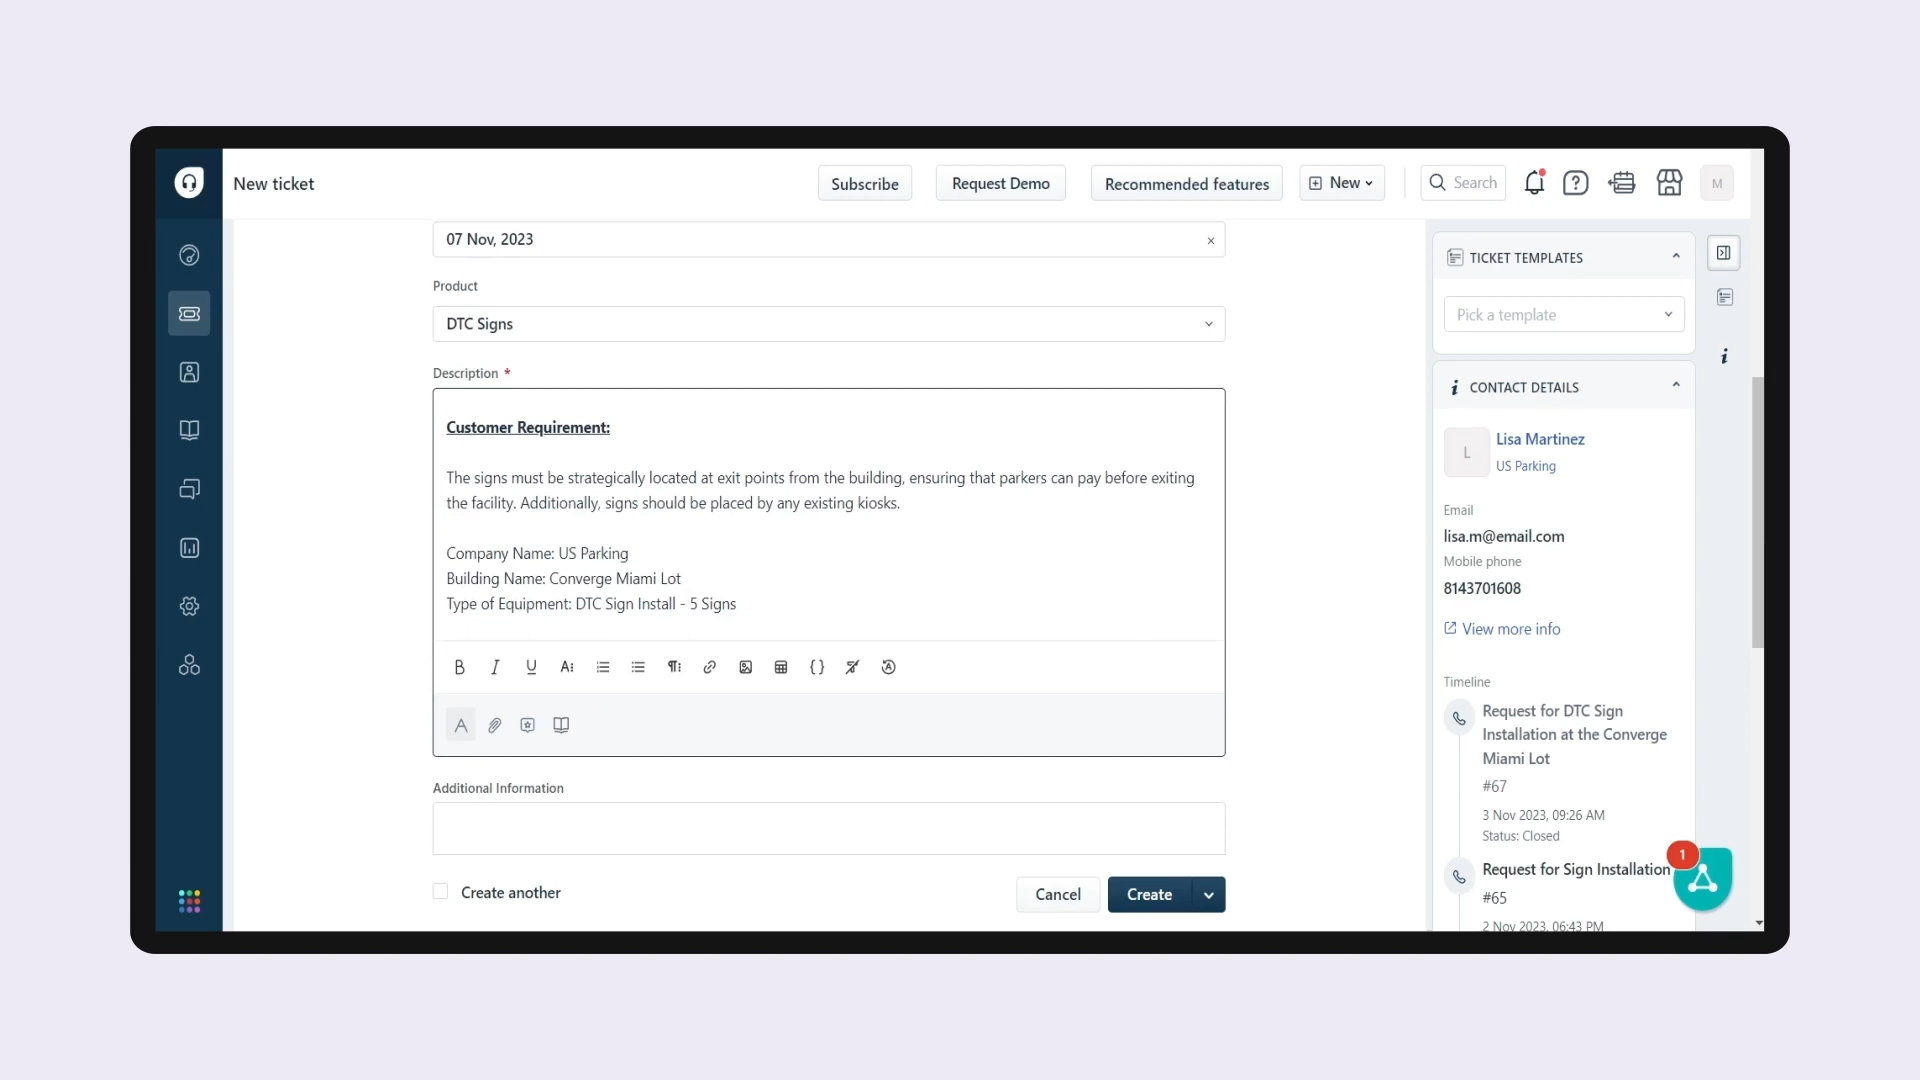 New ticket
Subscribe
Request Demo
Recommended features
New
Search
M
07 Nov, 2023
Product
DTC Signs
Description *
Customer Requirement:
The signs must be strategically located at exit points from the building, ensuring that parkers can pay before exiting
the facility. Additionally, signs should be placed by any existing kiosks.
Company Name: US Parking
Building Name: Converge Miami Lot
Type of Equipment: DTC Sign Install - 5 Signs
Additional Information
Create another
Cancel
Create
TICKET TEMPLATES
Pick a template
CONTACT DETAILS
L
Lisa Martinez
US Parking
Email
lisa.m@email.com
Mobile phone
8143701608
View more info
Timeline
Request for DTC Sign
Installation at the Converge
Miami Lot
#67
3 Nov 2023, 09:26 AM
Status: Closed
Request for Sign Installation
#65
2 Nov 2023, 06:43 PM
1